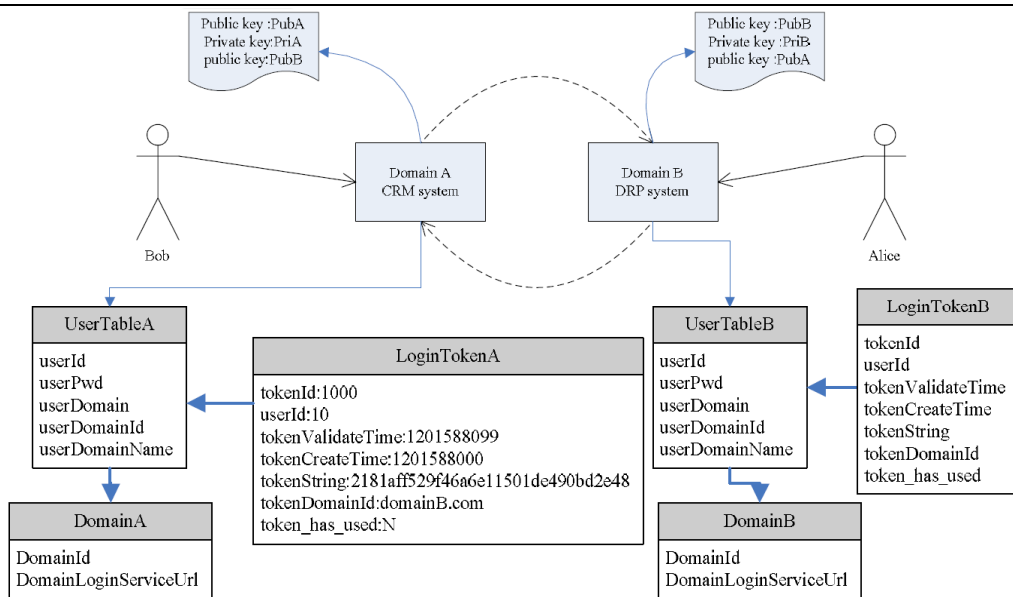 Public key :PubA
Private key:PriA
public key:PubB
Public key :PubB
Private key :PriB
public key :PubA
Domain A
CRM system
Domain B
DRP system
Bob
Alice
UserTableA
userId
userPwd
userDomain
userDomainId
userDomainName
LoginTokenA
tokenId:1000
userId:10
tokenValidateTime:1201588099
tokenCreateTime:1201588000
tokenString:2181aff529f46a6e11501de490bd2e48
tokenDomainId:domainB.com
token_has_used:N
UserTableB
userId
userPwd
userDomain
userDomainId
userDomainName
LoginTokenB
tokenId
userId
tokenValidateTime
tokenCreateTime
tokenString
tokenDomainId
token_has_used
DomainA
DomainId
DomainLoginServiceUrl
DomainB
DomainId
DomainLoginServiceUrl